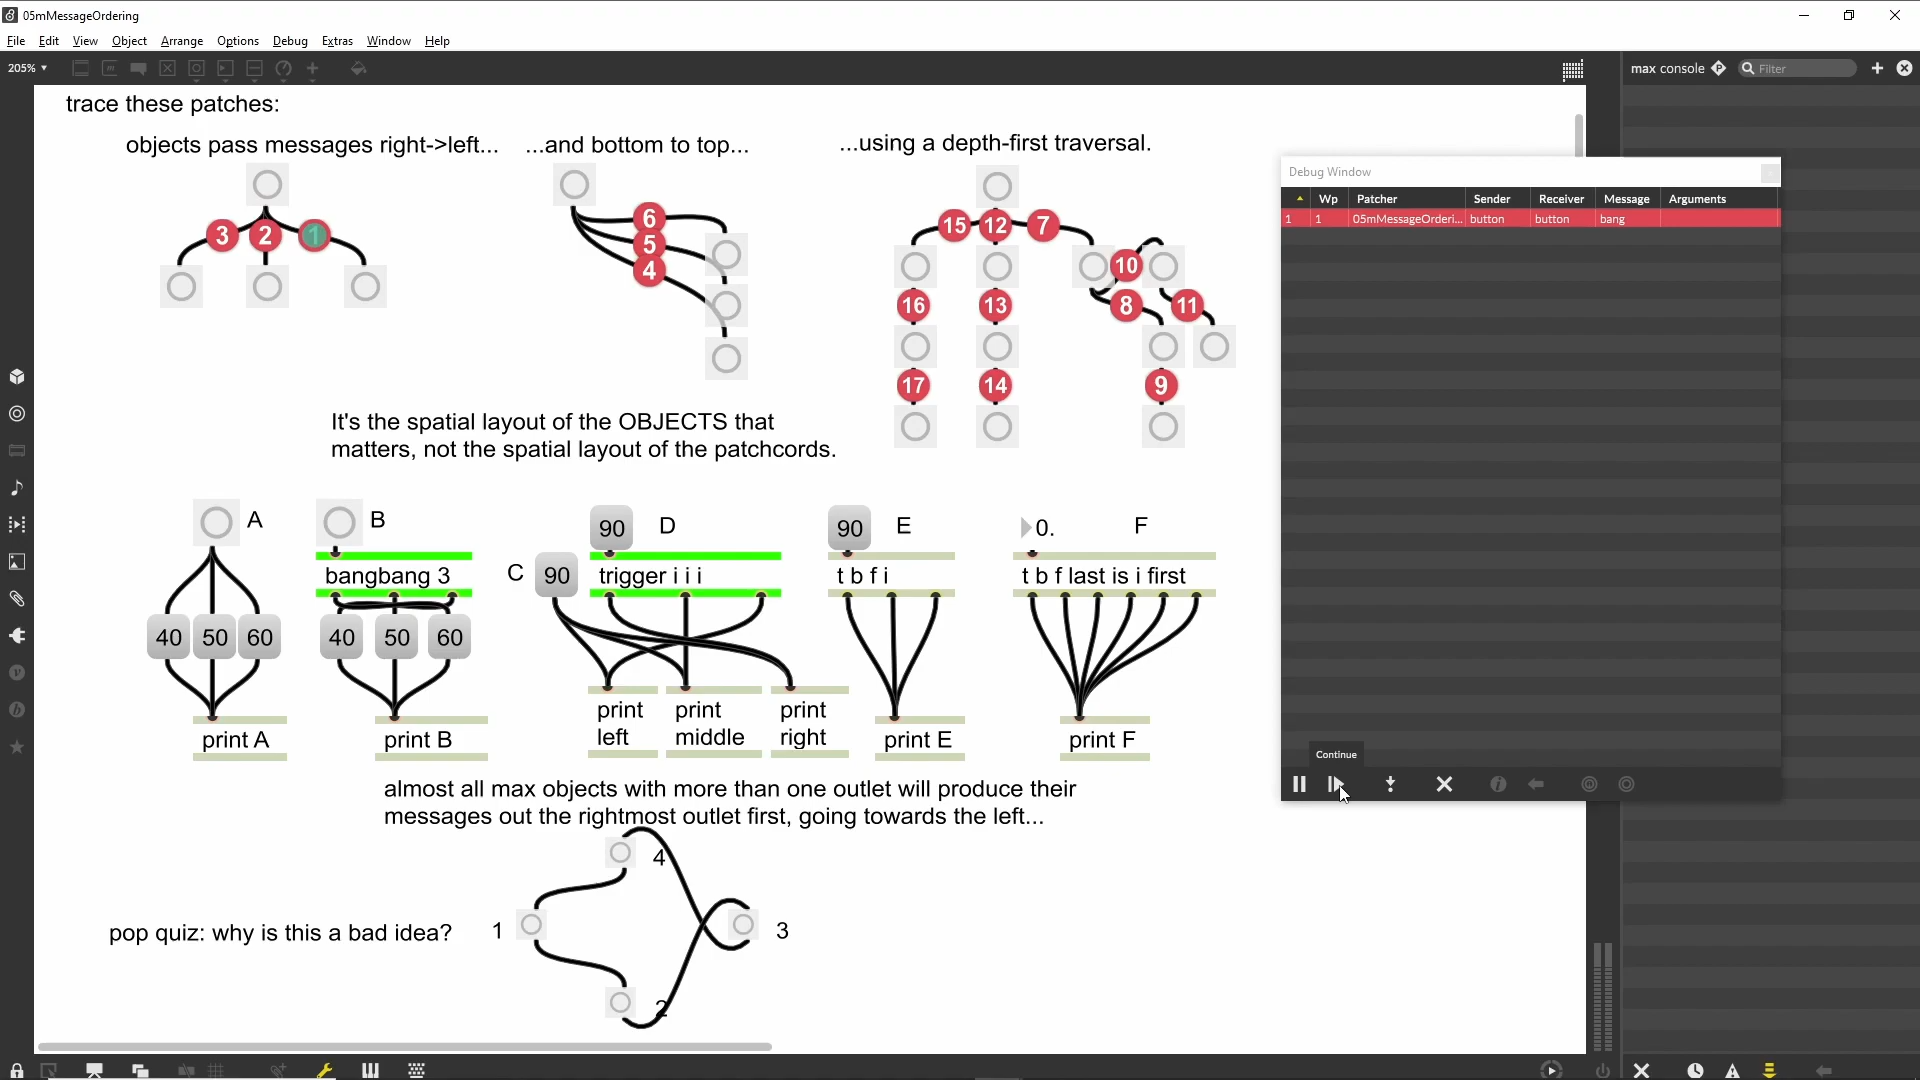 05mMessageOrdering
File Edit View Object Arrange Options Debug Extras Window Help
205%
max console
Filter
trace these patches:
objects pass messages right->left...
...and bottom to top...
...using a depth-first traversal.
3 2 1
6
5
4
15 12 7
10
16 13 8 11
17 14 9
Debug Window
Wp Patcher Sender Receiver Message Arguments
1 1 05mMessageOrderi... button button bang
It's the spatial layout of the OBJECTS that
matters, not the spatial layout of the patchcords.
A
B
C
D
E
F
90
90
90
0.
bangbang 3
trigger i i i
t b f i
t b f last is i first
40 50 60
40 50 60
print A
print B
print
left
print
middle
print
right
print E
print F
Continue
almost all max objects with more than one outlet will produce their
messages out the rightmost outlet first, going towards the left...
pop quiz: why is this a bad idea?
1
4
3
2